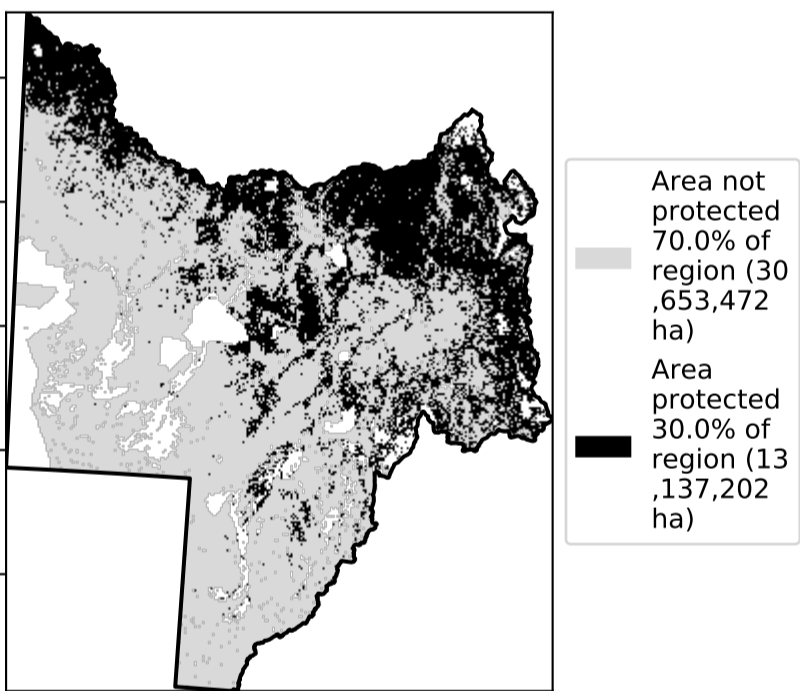 Area not
protected
70.0% of
region (30
,653,472
ha)
Area
protected
30.0% of
region (13
,137,202
ha)